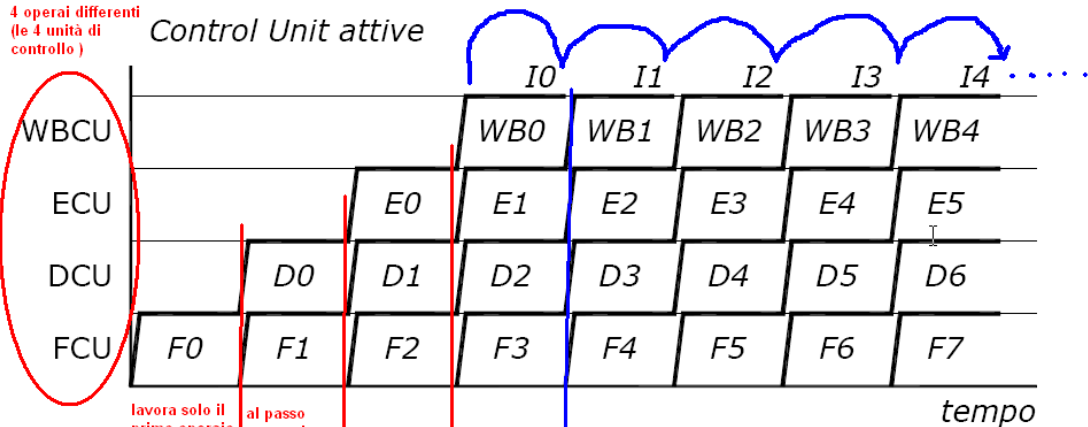 4 operai differenti
(le 4 unità di
controllo )
Control Unit attive
I0 I1 I2 I3 I4
WBCU WB0 WB1 WB2 WB3 WB4
ECU E0 E1 E2 E3 E4 E5
DCU D0 D1 D2 D3 D4 D5 D6
FCU F0 F1 F2 F3 F4 F5 F6 F7
tempo
lavora solo il
al passo